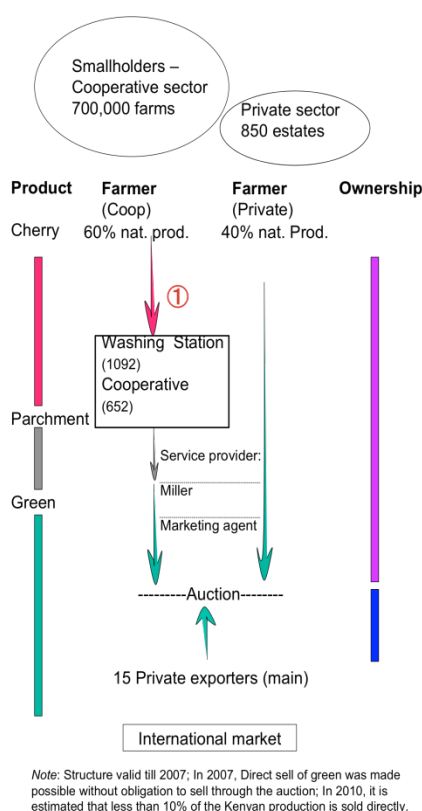 Smallholders –
Cooperative sector
700,000 farms
Private sector
850 estates
Product Farmer Farmer Ownership
(Coop) (Private)
Cherry 60% nat. prod. 40% nat. Prod.
①
Washing Station
(1092)
Cooperative
(652)
Parchment
Service provider:
Miller
Green
Marketing agent
---------Auction-------
15 Private exporters (main)
International market
Note: Structure valid till 2007; In 2007, Direct sell of green was made
possible without obligation to sell through the auction; In 2010, it is
estimated that less than 10% of the Kenyan production is sold directly.